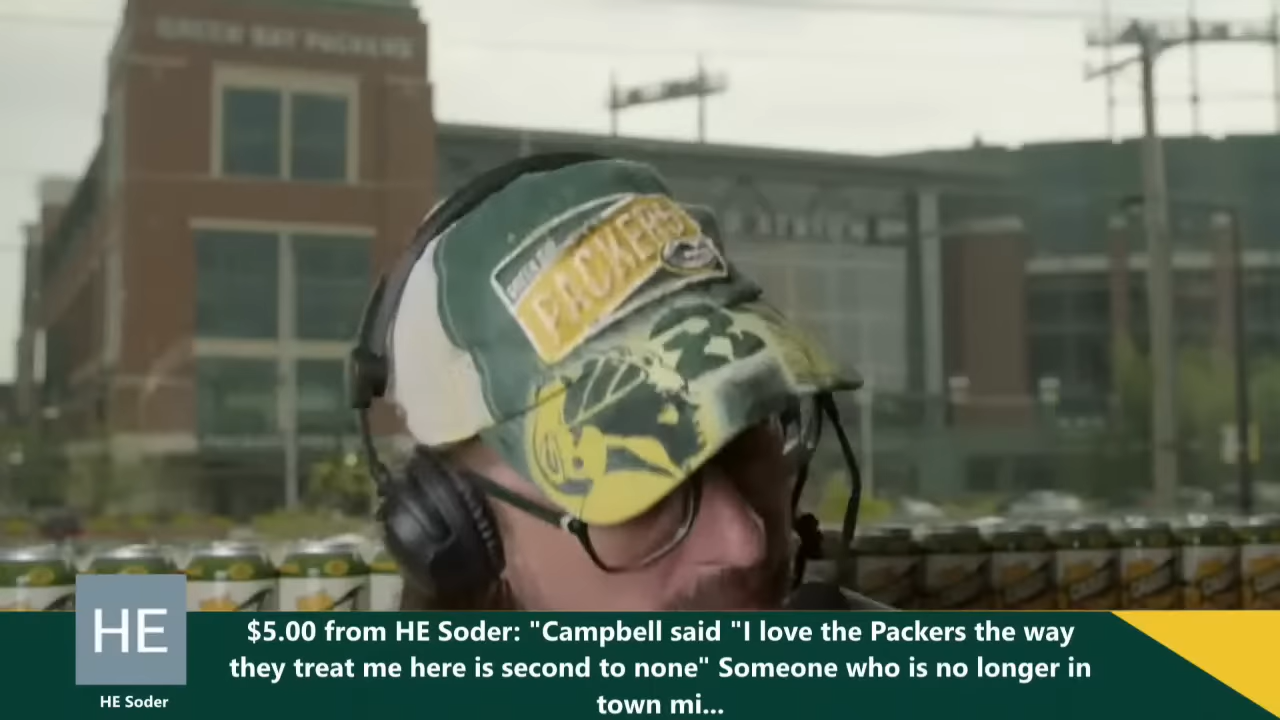 GREEN BAY PACKERS
PACKERS
HE
$5.00 from HE Soder: "Campbell said "I love the Packers the way
they treat me here is second to none" Someone who is no longer in
town mi...
HE Soder